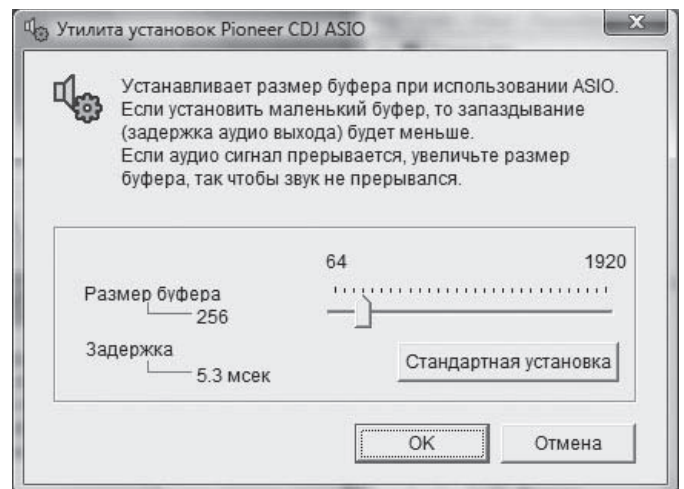 Утилита установок Pioneer CDJ ASIO
Устанавливает размер буфера при использовании ASIO.
Если установить маленький буфер, то запаздывание
(задержка аудио выхода) будет меньше.
Если аудио сигнал прерывается, увеличьте размер
буфера, так чтобы звук не прерывался.
64 1920
Размер буфера
256
Задержка
5.3 мсек
Стандартная установка
OK Отмена